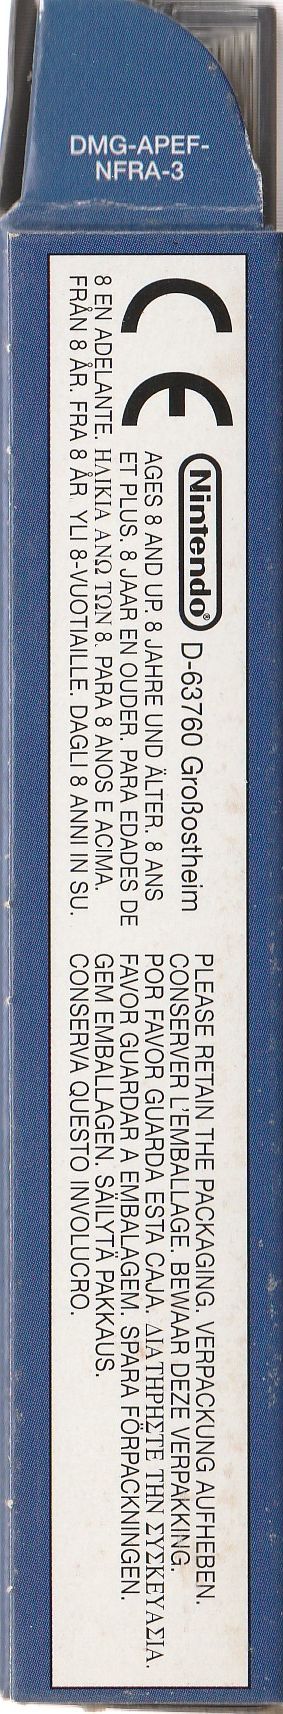 DMG-APEF-
NFRA-3
CE
Nintendo® D-63760 Großostheim
AGES 8 AND UP. 8 JAHRE UND ÄLTER. 8 ANS
ET PLUS. 8 JAAR EN OUDER. PARA EDADES DE
8 EN ADELANTE. ΗΛΙΚΙΑ ΑΝΩ ΤΩΝ 8. PARA 8 ANOS E ACIMA.
FRÅN 8 ÅR. FRA 8 ÅR. YLI 8-VUOTIAILLE. DAGLI 8 ANNI IN SU.
PLEASE RETAIN THE PACKAGING. VERPACKUNG AUFHEBEN.
CONSERVER L'EMBALLAGE. BEWAAR DEZE VERPAKKING.
POR FAVOR GUARDA ESTA CAJA. ΔΙΑΤΗΡΗΣΤΕ ΤΗΝ ΣΥΣΚΕΥΑΣΙΑ.
FAVOR GUARDAR A EMBALAGEM. SPARA FÖRPACKNINGEN.
GEM EMBALLAGEN. SÄILYTÄ PAKKAUS.
CONSERVA QUESTO INVOLUCRO.